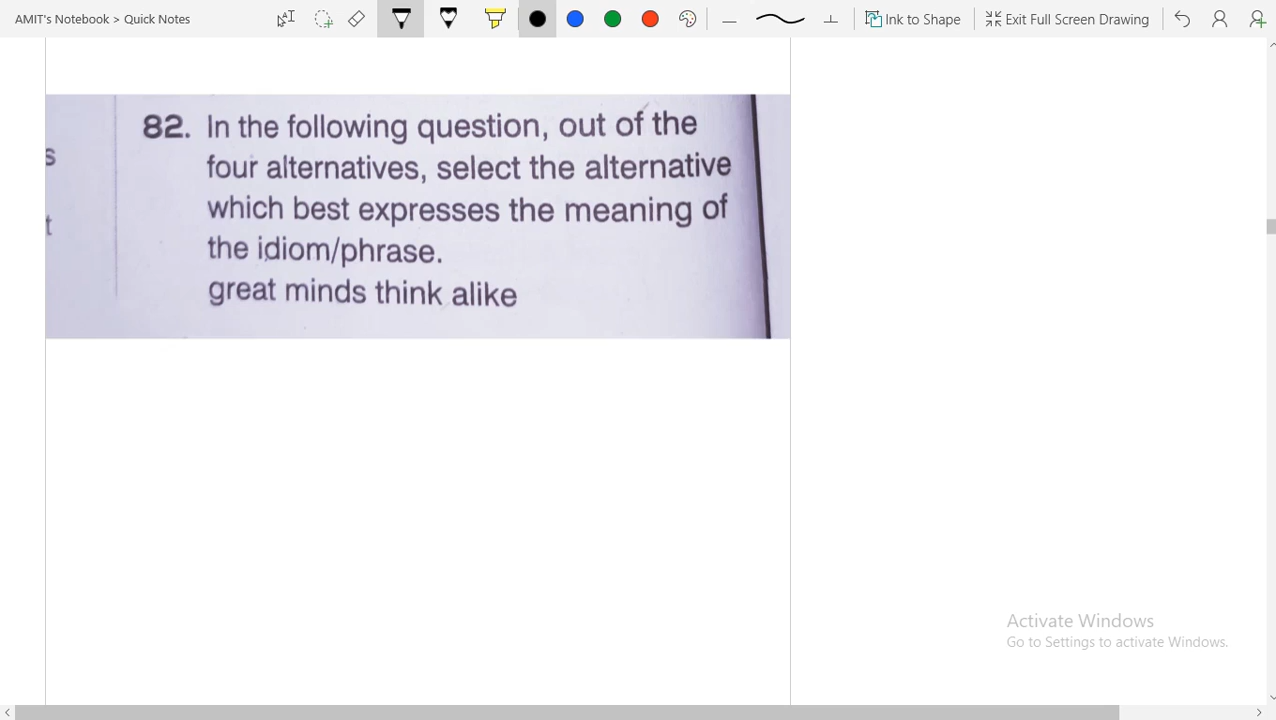 AMIT's Notebook > Quick Notes
Ink to Shape
Exit Full Screen Drawing
s
t
82. In the following question, out of the
four alternatives, select the alternative
which best expresses the meaning of
the idiom/phrase.
great minds think alike
Activate Windows
Go to Settings to activate Windows.